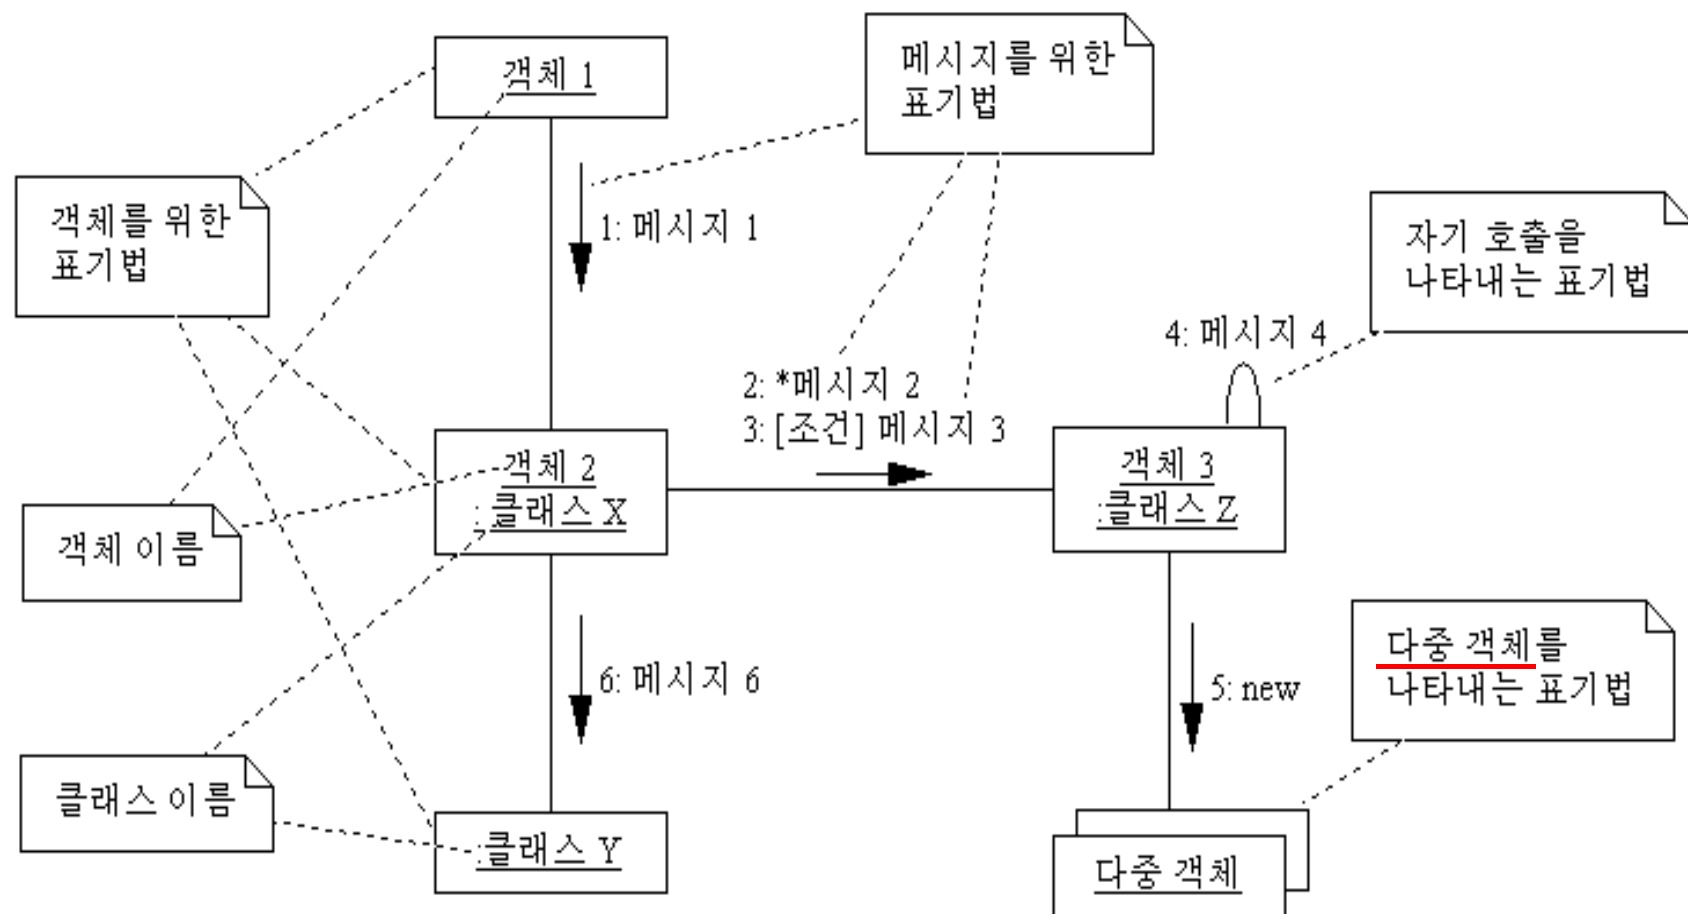 객체 1
메시지를 위한
표기법
객체를 위한
표기법
1: 메시지 1
자기 호출을
나타내는 표기법
4: 메시지 4
2: *메시지 2
3: [조건] 메시지 3
객체 2
: 클래스 X
객체 3
:클래스 Z
객체 이름
6: 메시지 6
5: new
다중 객체를
나타내는 표기법
클래스 이름
:클래스 Y
다중 객체